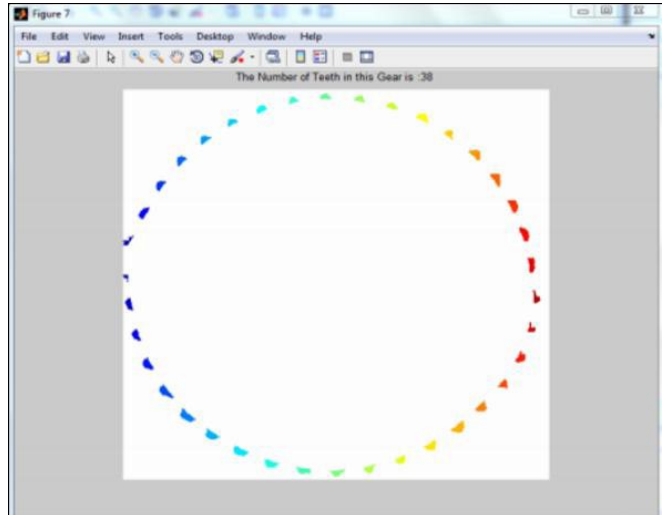 Figure 7:
File Edit View Insert Tools Desktop Window Help
The Number of Teeth in this Gear is :38